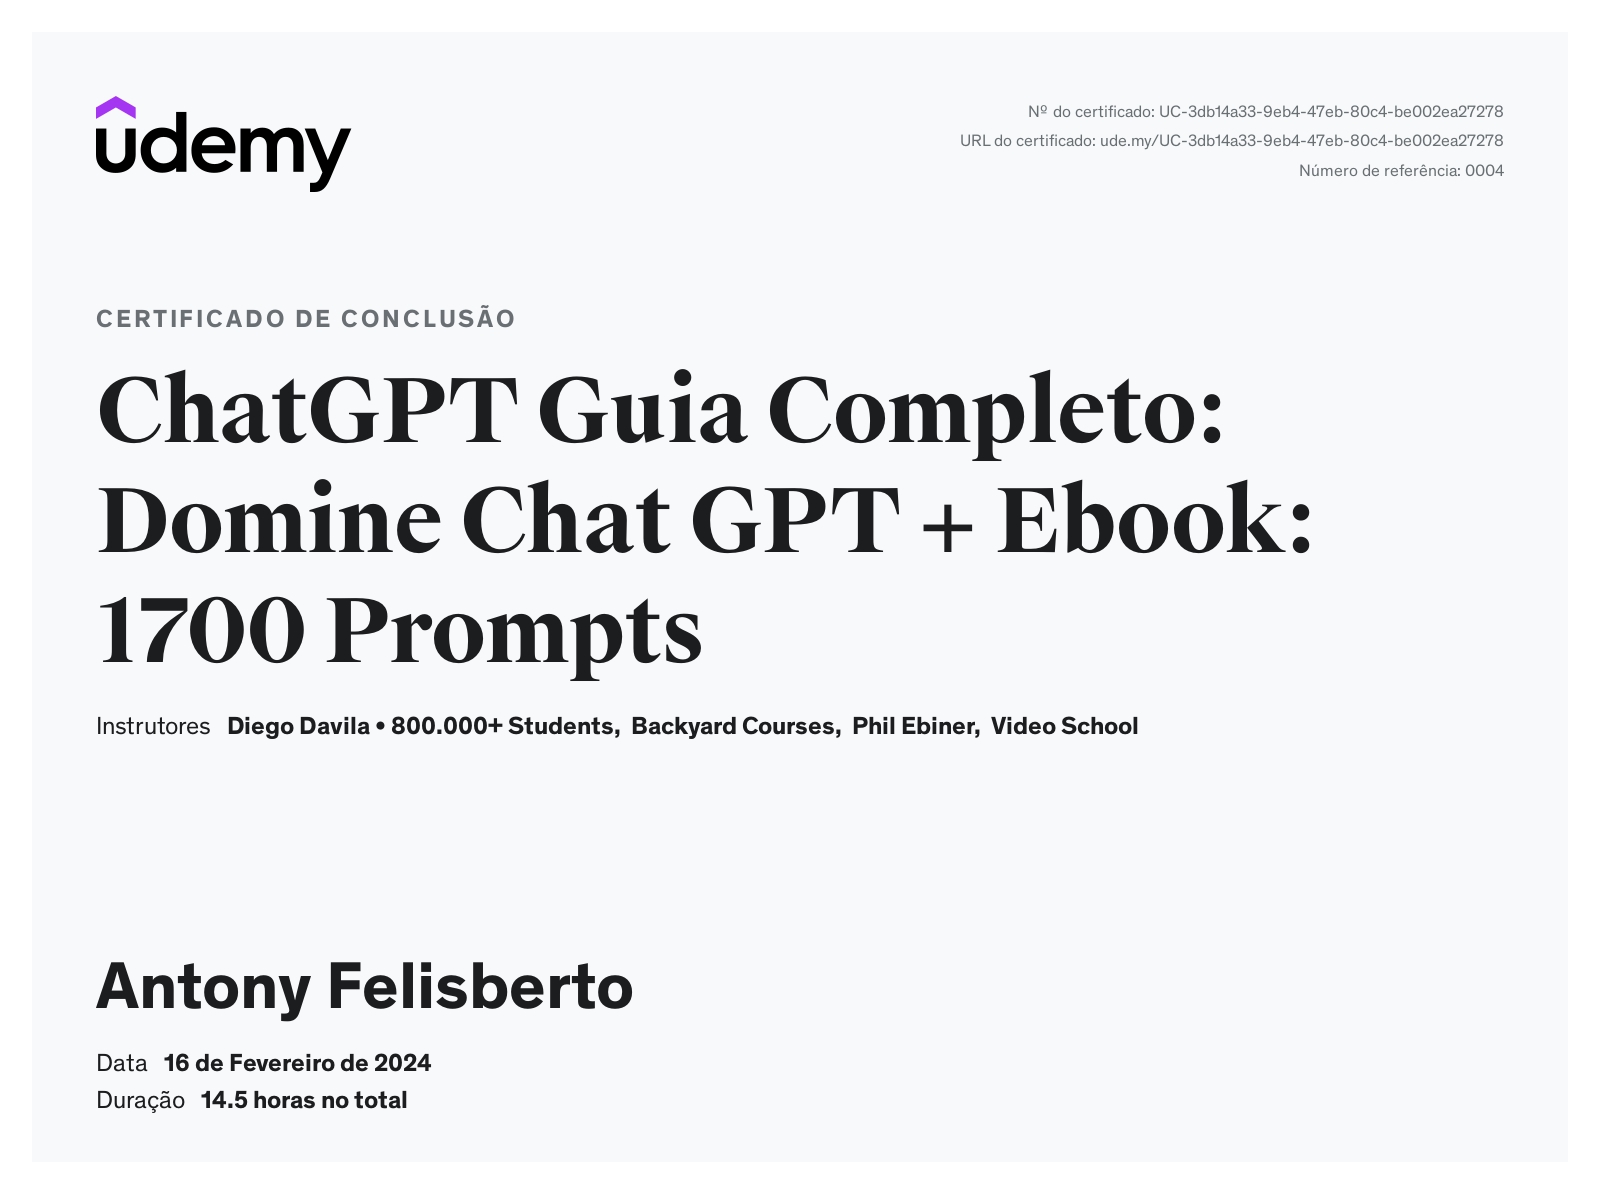 udemy
Nº do certificado: UC-3db14a33-9eb4-47eb-80c4-be002ea27278
URL do certificado: ude.my/UC-3db14a33-9eb4-47eb-80c4-be002ea27278
Número de referência: 0004
CERTIFICADO DE CONCLUSÃO
ChatGPT Guia Completo:
Domine Chat GPT + Ebook:
1700 Prompts
Instrutores Diego Davila • 800.000+ Students, Backyard Courses, Phil Ebiner, Video School
Antony Felisberto
Data 16 de Fevereiro de 2024
Duração 14.5 horas no total